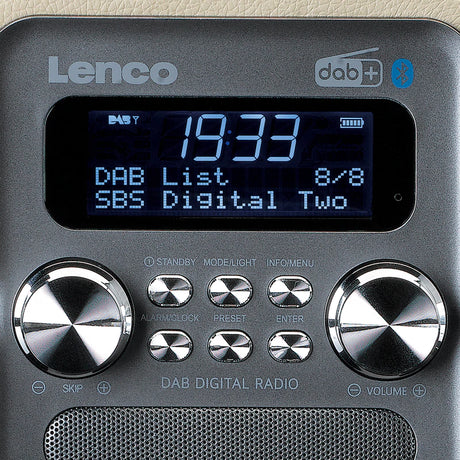 Lenco dab+
DAB 19:33
DAB List 8/8
SBS Digital Two
STANDBY MODE/LIGHT INFO/MENU
ALARM/CLOCK PRESET ENTER
DAB DIGITAL RADIO
− SKIP + − VOLUME +